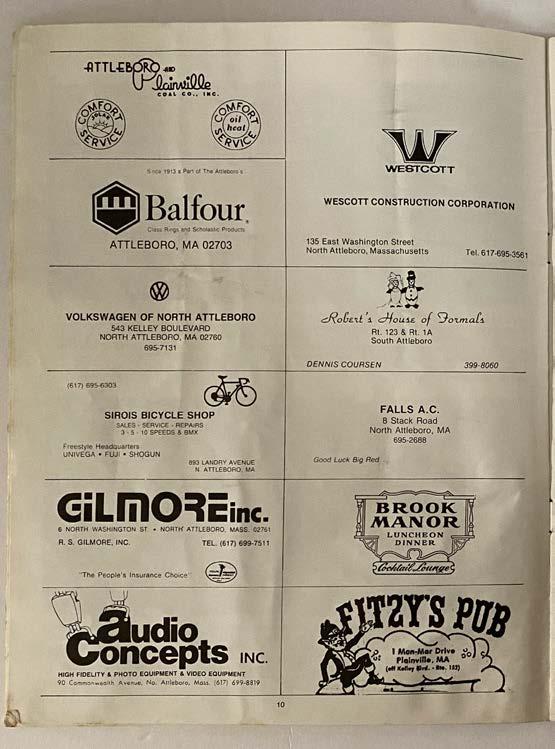 ATTLEBORO AND
Plainville
COAL CO., INC.
COMFORT SOLAR SERVICE
COMFORT oil heat SERVICE
Since 1913 a Part of The Attleboro's
Balfour®
Class Rings and Scholastic Products
ATTLEBORO, MA 02703
VOLKSWAGEN OF NORTH ATTLEBORO
543 KELLEY BOULEVARD
NORTH ATTLEBORO, MA 02760
695-7131
(617) 695-6303
SIROIS BICYCLE SHOP
SALES - SERVICE - REPAIRS
3 - 5 - 10 SPEEDS & BMX
Freestyle Headquarters
UNIVEGA • FUJI • SHOGUN
893 LANDRY AVENUE
N. ATTLEBORO, MA
GILMORE inc.
6 NORTH WASHINGTON ST. • NORTH ATTLEBORO, MASS. 02761
R. S. GILMORE, INC.
TEL. (617) 699-7511
"The People's Insurance Choice"
audio
Concepts INC.
HIGH FIDELITY & PHOTO EQUIPMENT & VIDEO EQUIPMENT
90 Commonwealth Avenue, No. Attleboro, Mass. (617) 699-8819
W
WESTCOTT
WESCOTT CONSTRUCTION CORPORATION
135 East Washington Street
North Attleboro, Massachusetts
Tel. 617-695-3561
Robert's House of Formals
Rt. 123 & Rt. 1A
South Attleboro
DENNIS COURSEN
399-8060
FALLS A.C.
8 Stack Road
North Attleboro, MA
695-2688
Good Luck Big Red
BROOK
MANOR
LUNCHEON
DINNER
Cocktail Lounge
FITZY'S PUB
1 Man-Mar Drive
Plainville, MA
(off Kelley Blvd. - Rte. 152)
10